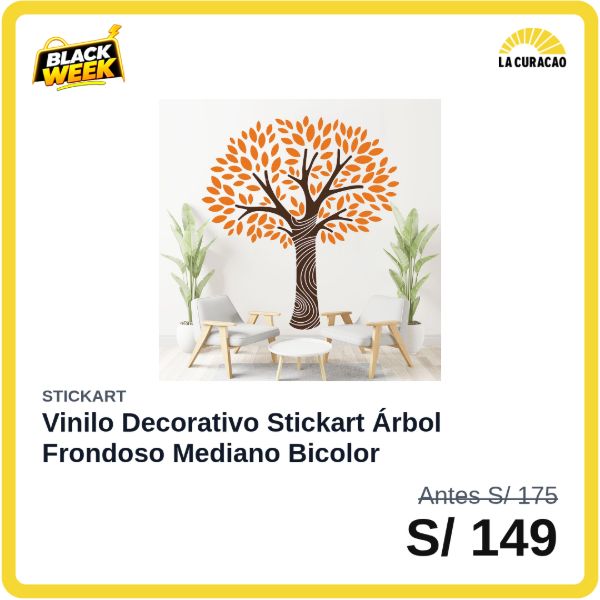 BLACK
WEEK
LA CURACAO
STICKART
Vinilo Decorativo Stickart Árbol
Frondoso Mediano Bicolor
Antes S/ 175
S/ 149